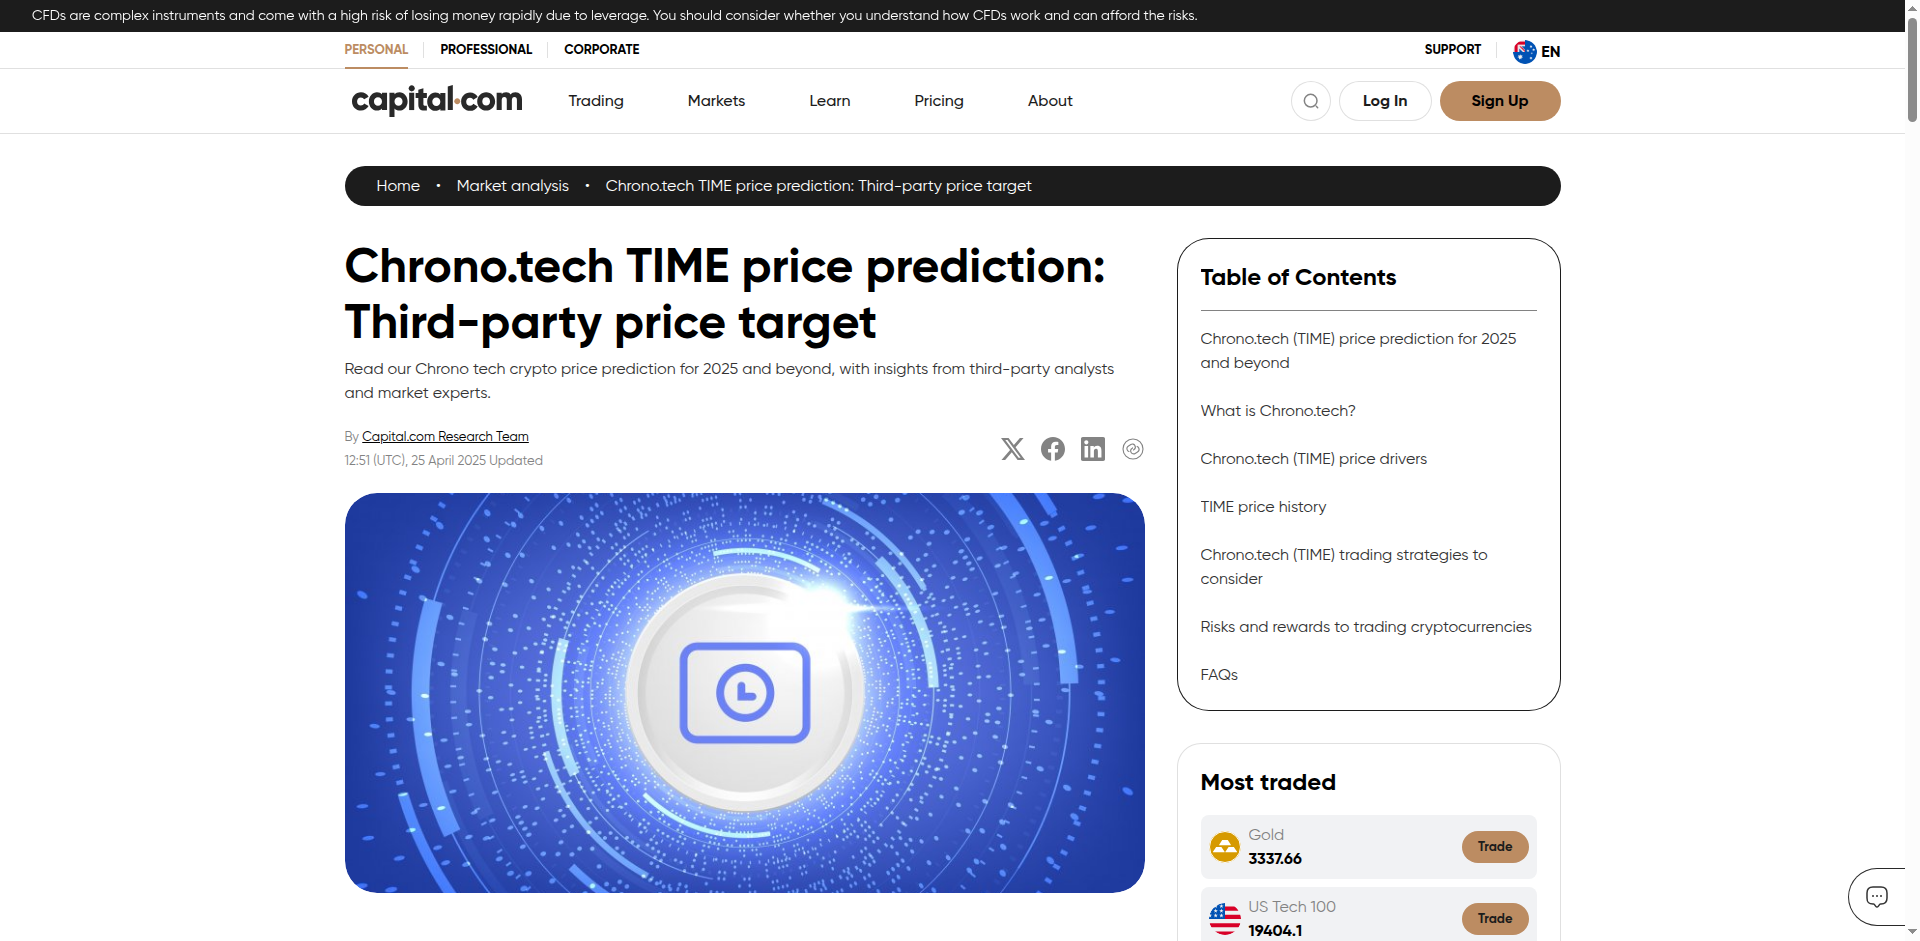 CFDs are complex instruments and come with a high risk of losing money rapidly due to leverage. You should consider whether you understand how CFDs work and can afford the risks.
PERSONAL
PROFESSIONAL
CORPORATE
SUPPORT
EN
capital.com
Trading
Markets
Learn
Pricing
About
Log In
Sign Up
Home • Market analysis • Chrono.tech TIME price prediction: Third-party price target
Chrono.tech TIME price prediction:
Third-party price target
Read our Chrono tech crypto price prediction for 2025 and beyond, with insights from third-party analysts
and market experts.
By Capital.com Research Team
12:51 (UTC), 25 April 2025 Updated
Table of Contents
Chrono.tech (TIME) price prediction for 2025
and beyond
What is Chrono.tech?
Chrono.tech (TIME) price drivers
TIME price history
Chrono.tech (TIME) trading strategies to
consider
Risks and rewards to trading cryptocurrencies
FAQs
Most traded
Gold
3337.66
Trade
US Tech 100
19404.1
Trade